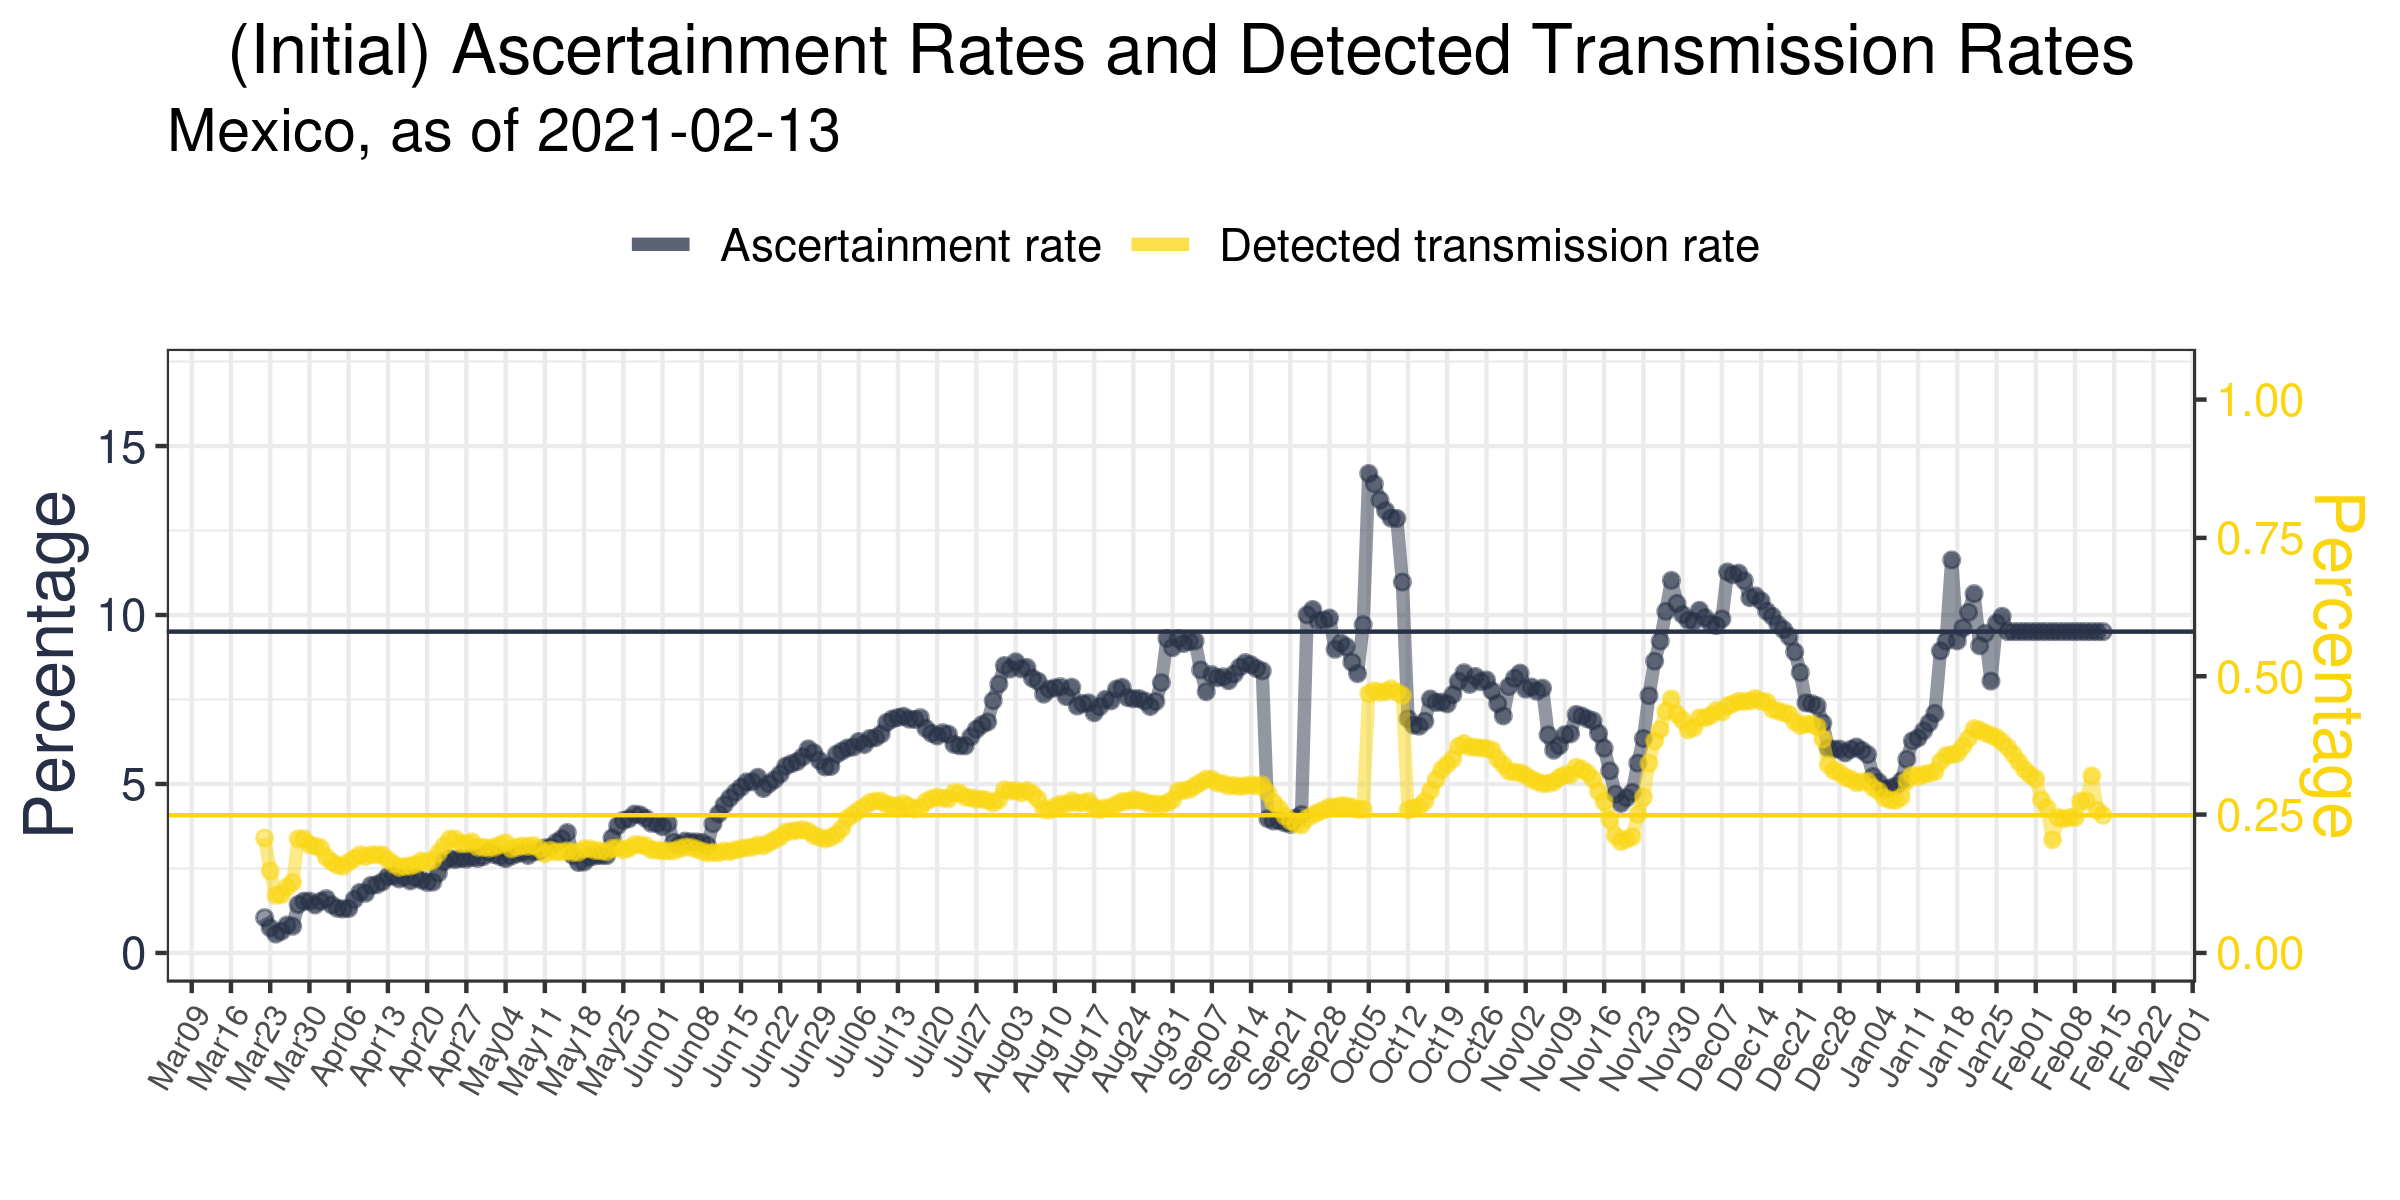 (Initial) Ascertainment Rates and Detected Transmission Rates
Mexico, as of 2021-02-13
Ascertainment rate
Detected transmission rate
Percentage
15
10
5
0
1.00
0.75
0.50
0.25
0.00
Percentage
Mar09
Mar16
Mar23
Mar30
Apr06
Apr13
Apr20
Apr27
May04
May11
May18
May25
Jun01
Jun08
Jun15
Jun22
Jun29
Jul06
Jul13
Jul20
Jul27
Aug03
Aug10
Aug17
Aug24
Aug31
Sep07
Sep14
Sep21
Sep28
Oct05
Oct12
Oct19
Oct26
Nov02
Nov09
Nov16
Nov23
Nov30
Dec07
Dec14
Dec21
Dec28
Jan04
Jan11
Jan18
Jan25
Feb01
Feb08
Feb15
Feb22
Mar01